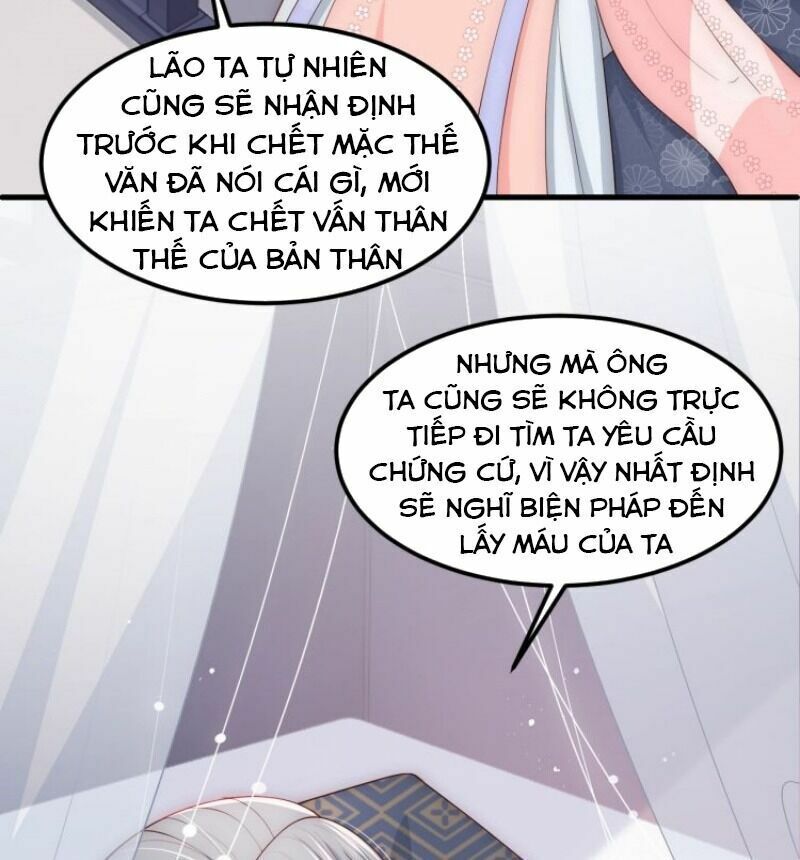 LÃO TA TỰ NHIÊN
CŨNG SẼ NHẬN ĐỊNH
TRƯỚC KHI CHẾT MẶC THẾ
VĂN ĐÃ NÓI CÁI GÌ, MỚI
KHIẾN TA CHẾT VẤN THÂN
THẾ CỦA BẢN THÂN
NHƯNG MÀ ÔNG
TA CŨNG SẼ KHÔNG TRỰC
TIẾP ĐI TÌM TA YÊU CẦU
CHỨNG CỨ, VÌ VẬY NHẤT ĐỊNH
SẼ NGHĨ BIỆN PHÁP ĐẾN
LẤY MÁU CỦA TA